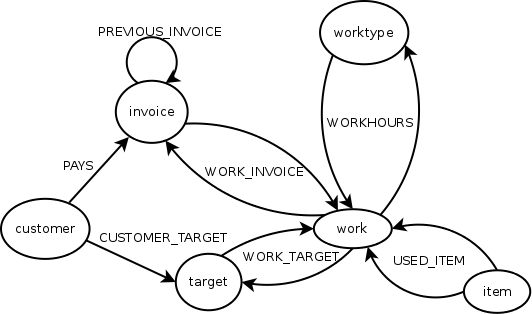 PREVIOUS_INVOICE
worktype
invoice
WORKHOURS
PAYS
WORK_INVOICE
customer
CUSTOMER_TARGET
work
WORK_TARGET
USED_ITEM
target
item